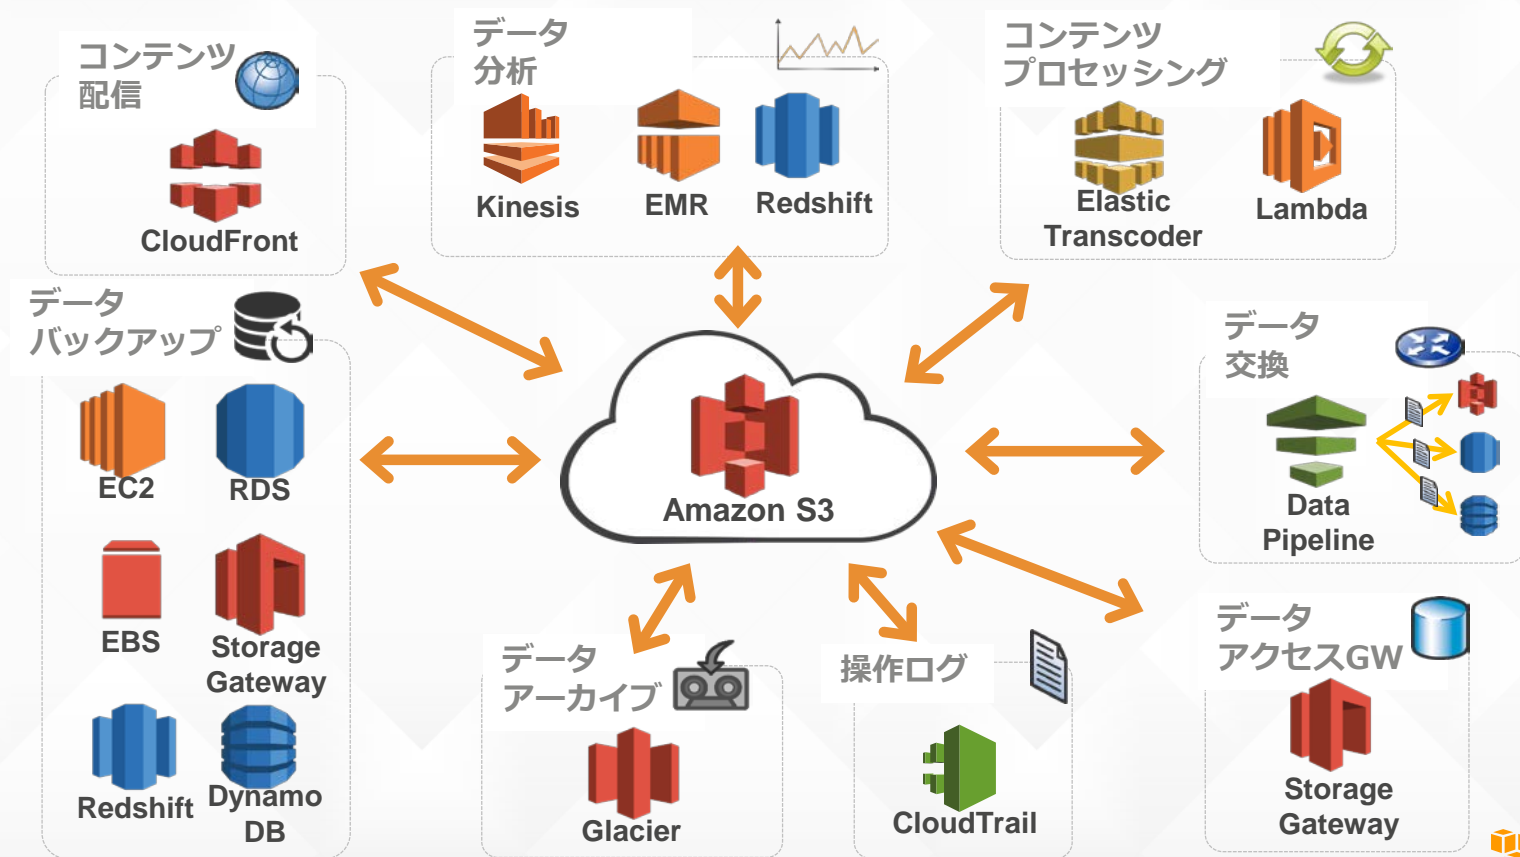 コンテンツ
配信
CloudFront
データ
分析
Kinesis
EMR
Redshift
コンテンツ
プロセッシング
Elastic
Transcoder
Lambda
データ
バックアップ
EC2
RDS
EBS
Storage
Gateway
Redshift
Dynamo
DB
Amazon S3
データ
交換
Data
Pipeline
データ
アーカイブ
Glacier
操作ログ
CloudTrail
データ
アクセスGW
Storage
Gateway